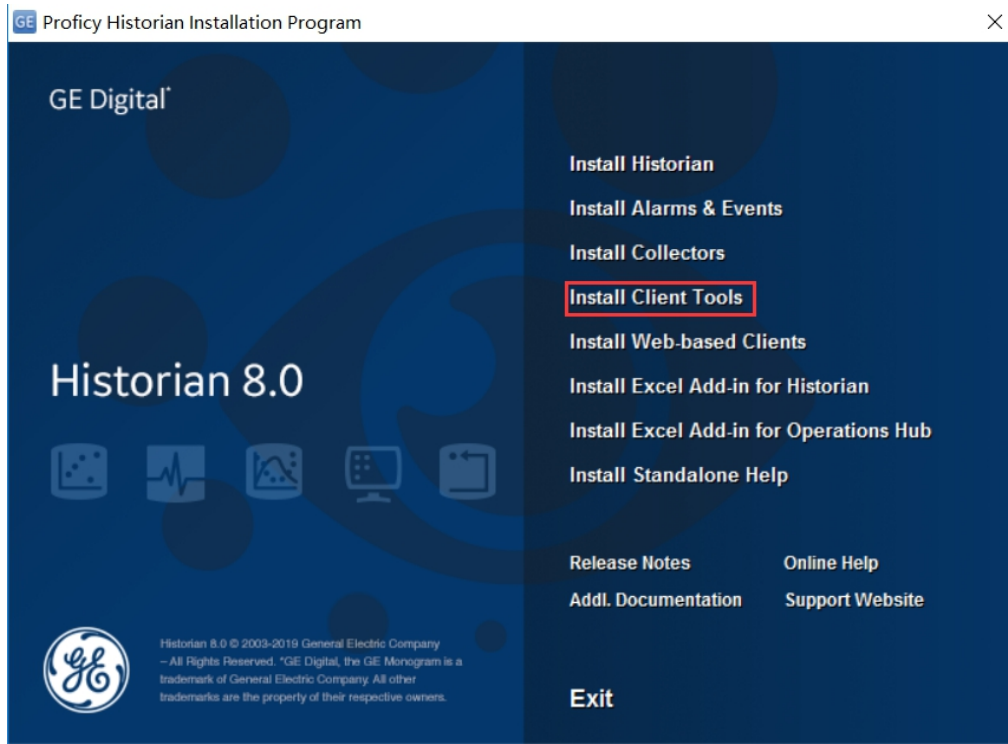 GE Proficy Historian Installation Program
GE Digital*
Install Historian
Install Alarms & Events
Install Collectors
Install Client Tools
Install Web-based Clients
Install Excel Add-in for Historian
Install Excel Add-in for Operations Hub
Install Standalone Help
Historian 8.0
Release Notes
Online Help
Addl. Documentation
Support Website
Historian 8.0 © 2003-2019 General Electric Company
– All Rights Reserved. *GE Digital, the GE Monogram is a
trademark of General Electric Company. All other
trademarks are the property of their respective owners.
GE
Exit